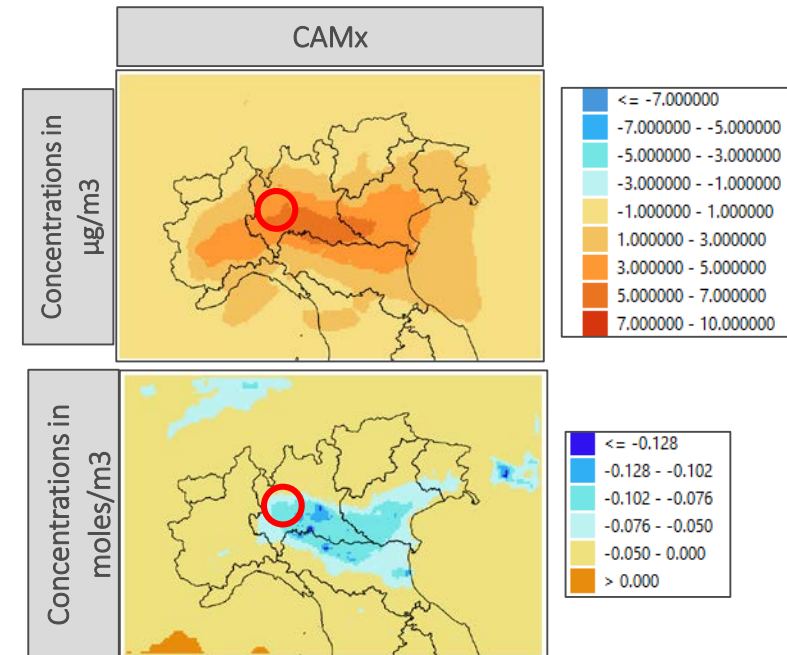 CAMx
Concentrations in
µg/m3
<= -7.000000
-7.000000 - -5.000000
-5.000000 - -3.000000
-3.000000 - -1.000000
-1.000000 - 1.000000
1.000000 - 3.000000
3.000000 - 5.000000
5.000000 - 7.000000
7.000000 - 10.000000
Concentrations in
moles/m3
<= -0.128
-0.128 - -0.102
-0.102 - -0.076
-0.076 - -0.050
-0.050 - 0.000
> 0.000